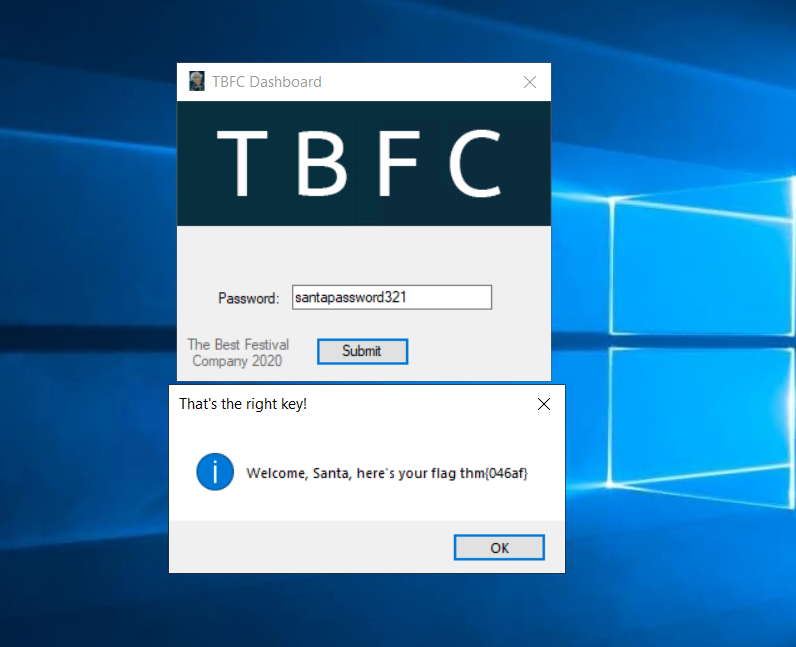 TBFC Dashboard
T B F C
Password: santapassword321
The Best Festival
Company 2020
Submit
That's the right key!
Welcome, Santa, here's your flag thm{046af}
OK